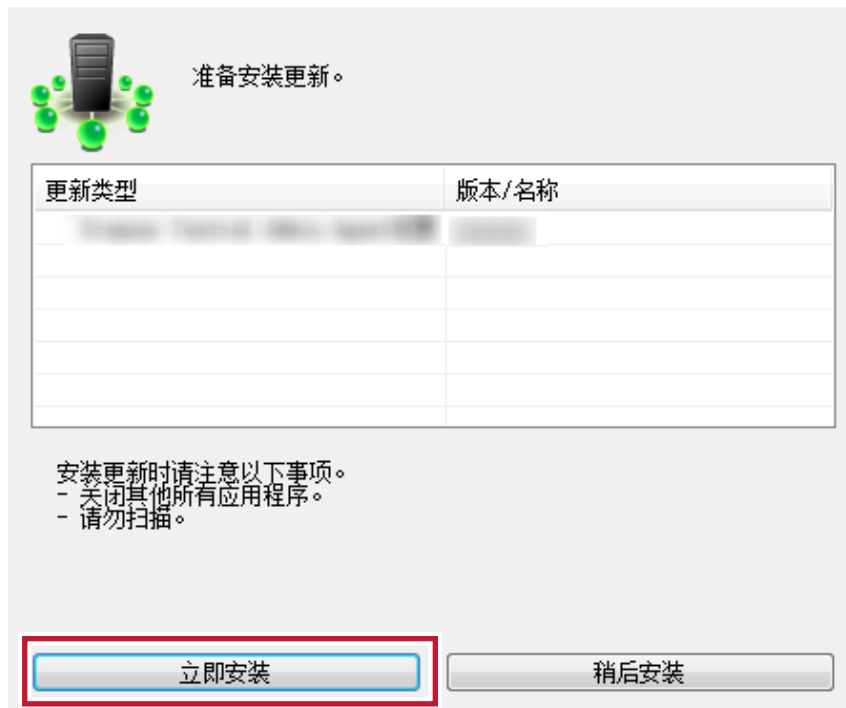 准备安装更新。
更新类型 版本/名称
安装更新时请注意以下事项。
- 关闭其他所有应用程序。
- 请勿扫描。
立即安装 稍后安装